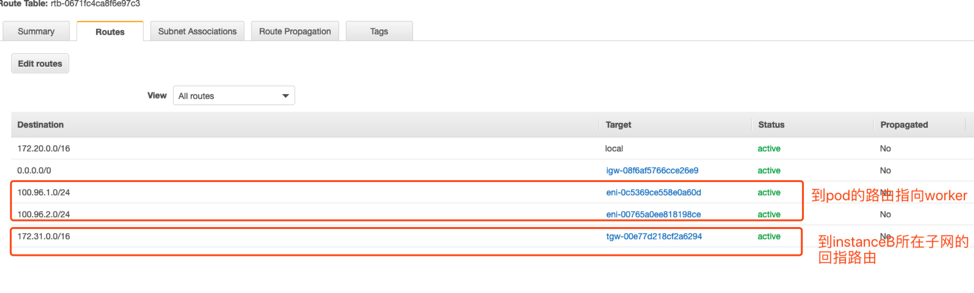 Route Table: rtb-0671fc4ca8f6e97c3
Summary Routes Subnet Associations Route Propagation Tags
Edit routes
View All routes
Destination Target Status Propagated
172.20.0.0/16 local active No
0.0.0.0/0 igw-08f6af5766cce26e9 active No
100.96.1.0/24 eni-0c5369ce558e0a60d active No
到pod的路由指向worker
100.96.2.0/24 eni-00765a0ee818198ce active No
172.31.0.0/16 tgw-00e77d218cf2a6294 active No
到instanceB所在子网的
回指路由